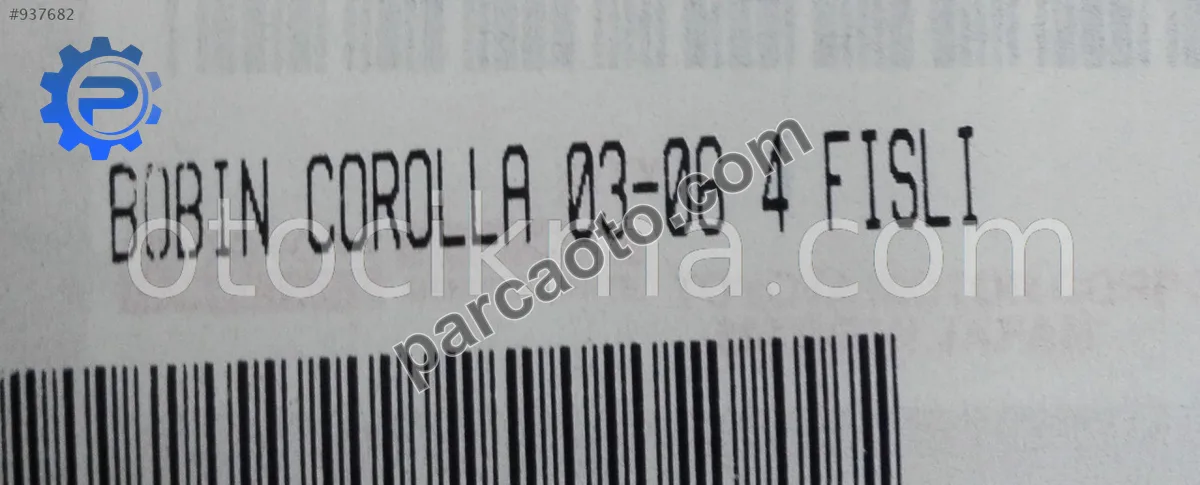 #937682
BOBIN COROLLA 03-06 4 FISLI
otocikma.com
parcaoto.com